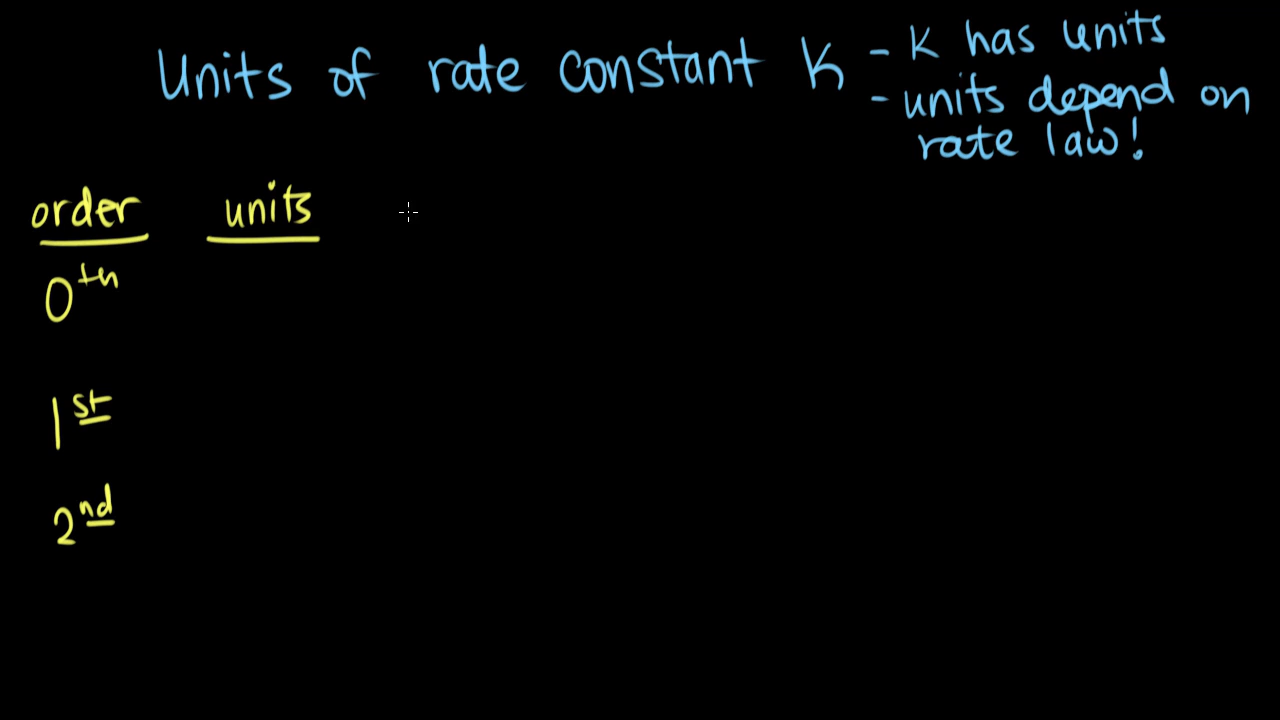 Units of rate constant K
- K has units
- units depend on
rate law!
order units
0th
1st
2nd